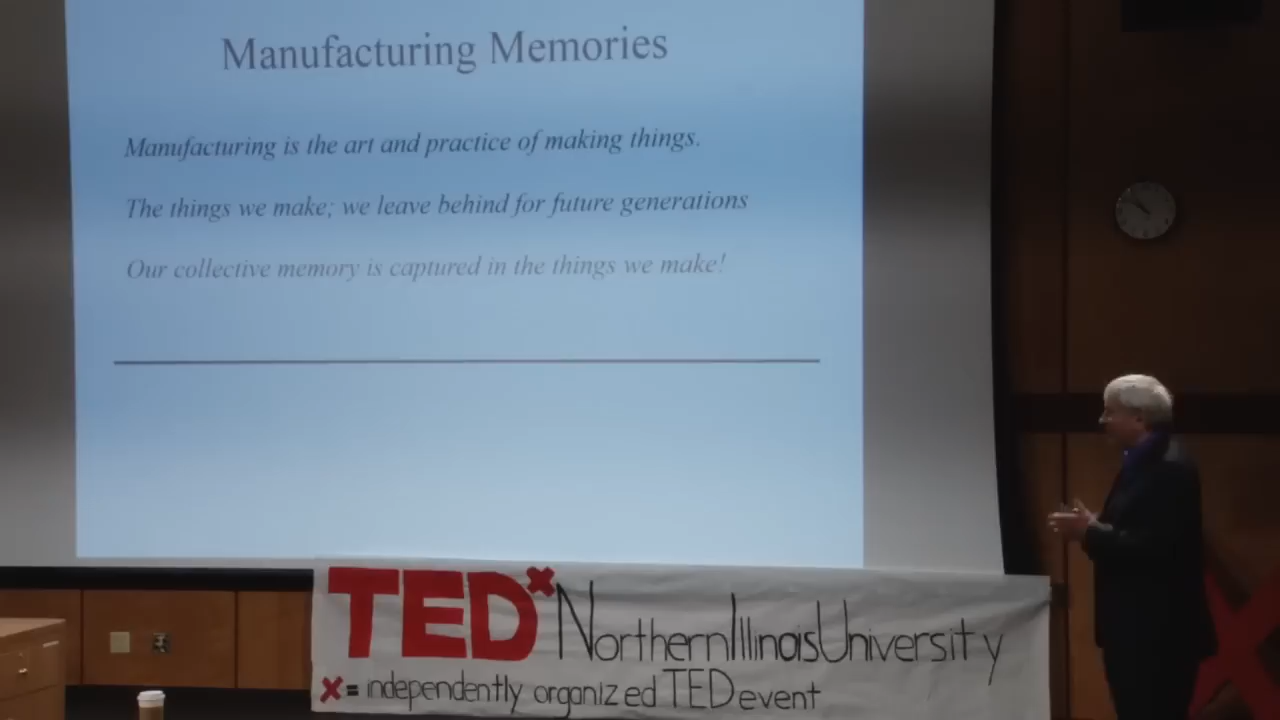 Manufacturing Memories
Manufacturing is the art and practice of making things.
The things we make; we leave behind for future generations
Our collective memory is captured in the things we make!
TEDx NorthernIllinoisUniversity
x = independently organized TED event